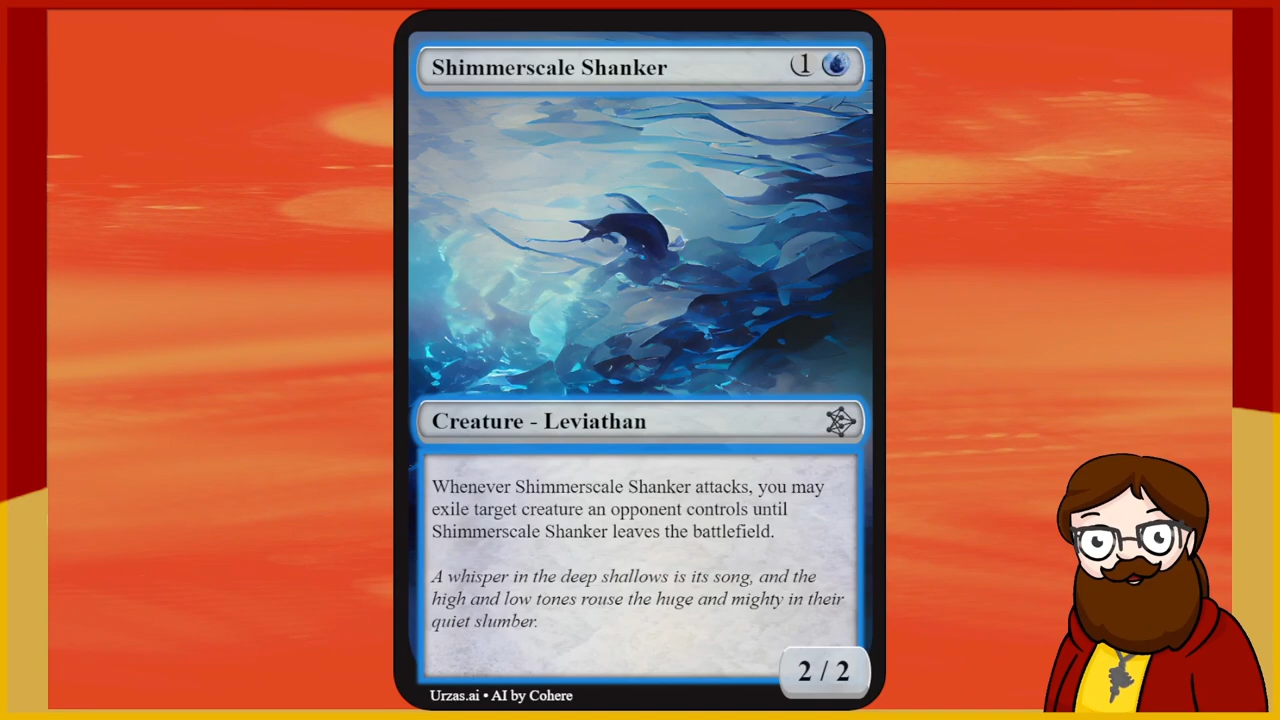 Shimmerscale Shanker 1
Creature - Leviathan
Whenever Shimmerscale Shanker attacks, you may
exile target creature an opponent controls until
Shimmerscale Shanker leaves the battlefield.
A whisper in the deep shallows is its song, and the
high and low tones rouse the huge and mighty in their
quiet slumber.
2 / 2
Urzas.ai • AI by Cohere